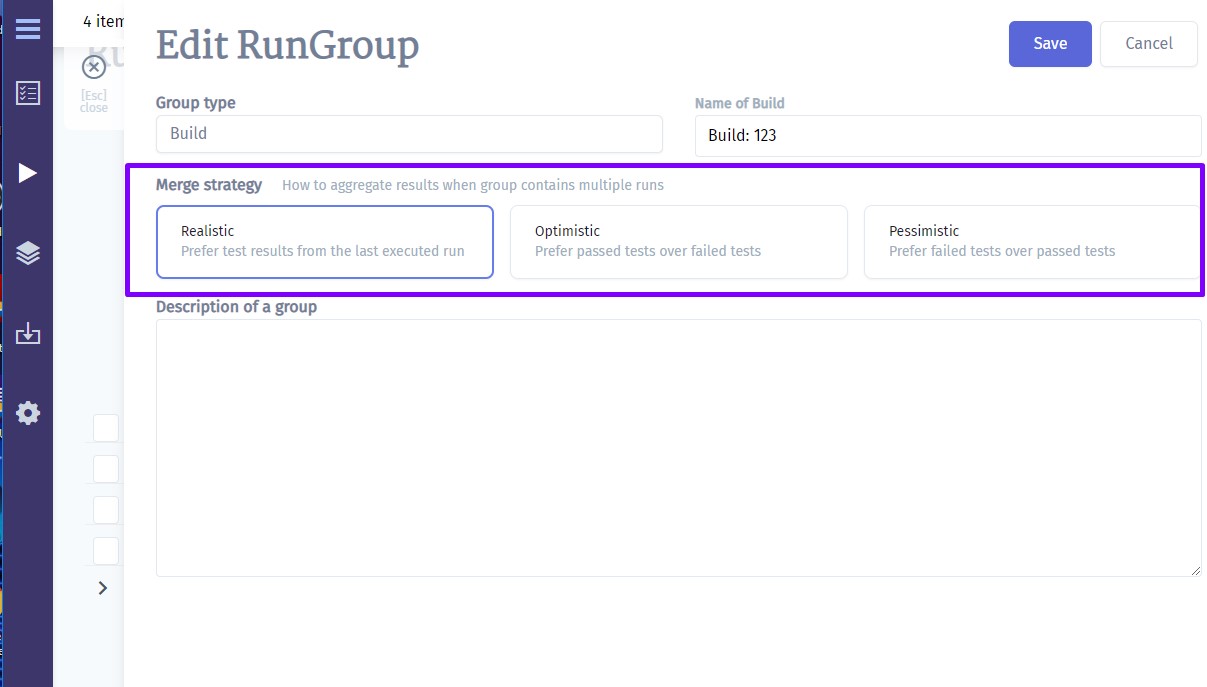 4 item
Edit RunGroup
Save
Cancel
[Esc]
close
Group type
Build
Name of Build
Build: 123
Merge strategy How to aggregate results when group contains multiple runs
Realistic
Prefer test results from the last executed run
Optimistic
Prefer passed tests over failed tests
Pessimistic
Prefer failed tests over passed tests
Description of a group